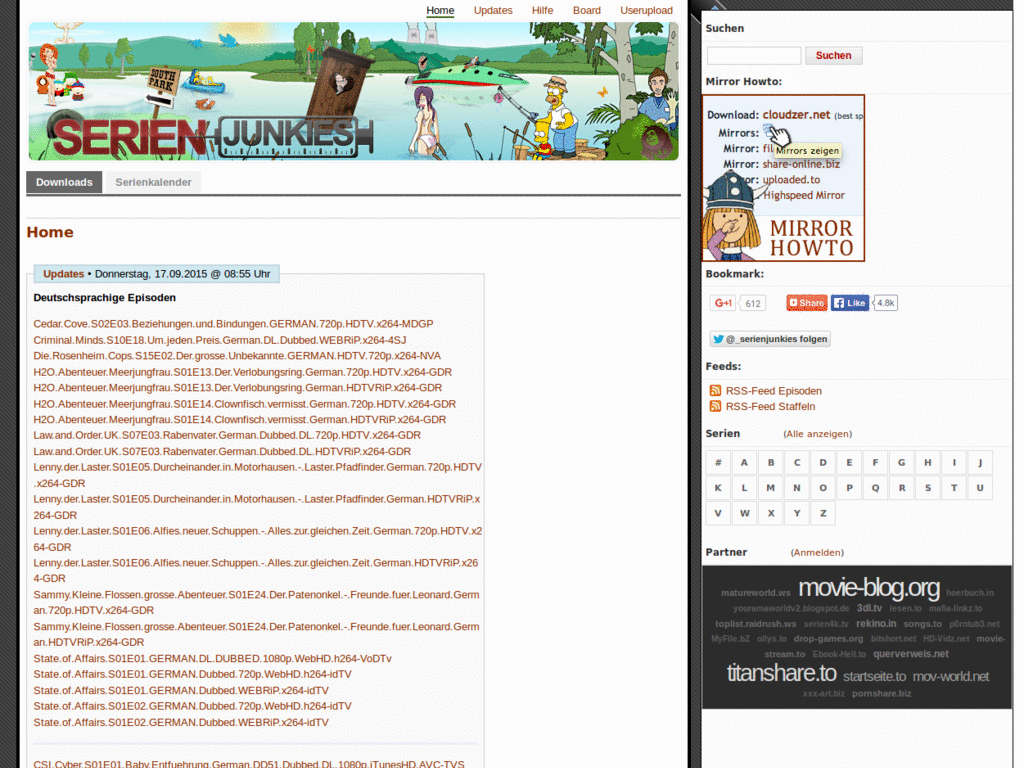 Home Updates Hilfe Board Userupload
SOUTH PARK
SERIEN JUNKIES
Downloads Serienkalender
Home
Updates • Donnerstag, 17.09.2015 @ 08:55 Uhr
Deutschsprachige Episoden
Cedar.Cove.S02E03.Beziehungen.und.Bindungen.GERMAN.720p.HDTV.x264-MDGP
Criminal.Minds.S10E18.Um.jeden.Preis.German.DL.Dubbed.WEBRiP.x264-4SJ
Die.Rosenheim.Cops.S15E02.Der.grosse.Unbekannte.GERMAN.HDTV.720p.x264-NVA
H2O.Abenteuer.Meerjungfrau.S01E13.Der.Verlobungsring.German.720p.HDTV.x264-GDR
H2O.Abenteuer.Meerjungfrau.S01E13.Der.Verlobungsring.German.HDTVRiP.x264-GDR
H2O.Abenteuer.Meerjungfrau.S01E14.Clownfisch.vermisst.German.720p.HDTV.x264-GDR
H2O.Abenteuer.Meerjungfrau.S01E14.Clownfisch.vermisst.German.HDTVRiP.x264-GDR
Law.and.Order.UK.S07E03.Rabenvater.German.Dubbed.DL.720p.HDTV.x264-GDR
Law.and.Order.UK.S07E03.Rabenvater.German.Dubbed.DL.HDTVRiP.x264-GDR
Lenny.der.Laster.S01E05.Durcheinander.in.Motorhausen.-.Laster.Pfadfinder.German.720p.HDTV
.x264-GDR
Lenny.der.Laster.S01E05.Durcheinander.in.Motorhausen.-.Laster.Pfadfinder.German.HDTVRiP.x
264-GDR
Lenny.der.Laster.S01E06.Alfies.neuer.Schuppen.-.Alles.zur.gleichen.Zeit.German.720p.HDTV.x2
64-GDR
Lenny.der.Laster.S01E06.Alfies.neuer.Schuppen.-.Alles.zur.gleichen.Zeit.German.HDTVRiP.x26
4-GDR
Sammy.Kleine.Flossen.grosse.Abenteuer.S01E24.Der.Patenonkel.-.Freunde.fuer.Leonard.Germ
an.720p.HDTV.x264-GDR
Sammy.Kleine.Flossen.grosse.Abenteuer.S01E24.Der.Patenonkel.-.Freunde.fuer.Leonard.Germ
an.HDTVRiP.x264-GDR
State.of.Affairs.S01E01.GERMAN.DL.DUBBED.1080p.WebHD.h264-VoDTv
State.of.Affairs.S01E01.GERMAN.Dubbed.720p.WebHD.h264-idTV
State.of.Affairs.S01E01.GERMAN.Dubbed.WEBRiP.x264-idTV
State.of.Affairs.S01E02.GERMAN.Dubbed.720p.WebHD.h264-idTV
State.of.Affairs.S01E02.GERMAN.Dubbed.WEBRiP.x264-idTV
CSI.Cyber.S01E01.Baby.Entfuehrung.German.DD51.Dubbed.DL.1080p.iTunesHD.AVC-TVS
Suchen
Suchen
Mirror Howto:
Download: cloudzer.net (best sp
Mirrors:
Mirrors zeigen
Mirror: fil
Mirror: share-online.biz
or: uploaded.to
Highspeed Mirror
MIRROR
HOWTO
Bookmark:
G+1 612 Share Like 4.8k
@_serienjunkies folgen
Feeds:
RSS-Feed Episoden
RSS-Feed Staffeln
Serien (Alle anzeigen)
# A B C D E F G H I J
K L M N O P Q R S T U
V W X Y Z
Partner (Anmelden)
matureworld.ws movie-blog.org hoerbuch.in
youramaworldv2.blogspot.de 3dl.tv lesen.to mafia-linkz.to
toplist.raidrush.ws serien4k.tv rekino.in songs.to p0rntub3.net
MyFile.bZ ollys.to drop-games.org bitshort.net HD-Vidz.net movie-
stream.to Ebook-Hell.to querverweis.net
titanshare.to startseite.to mov-world.net
xxx-art.biz pornshare.biz